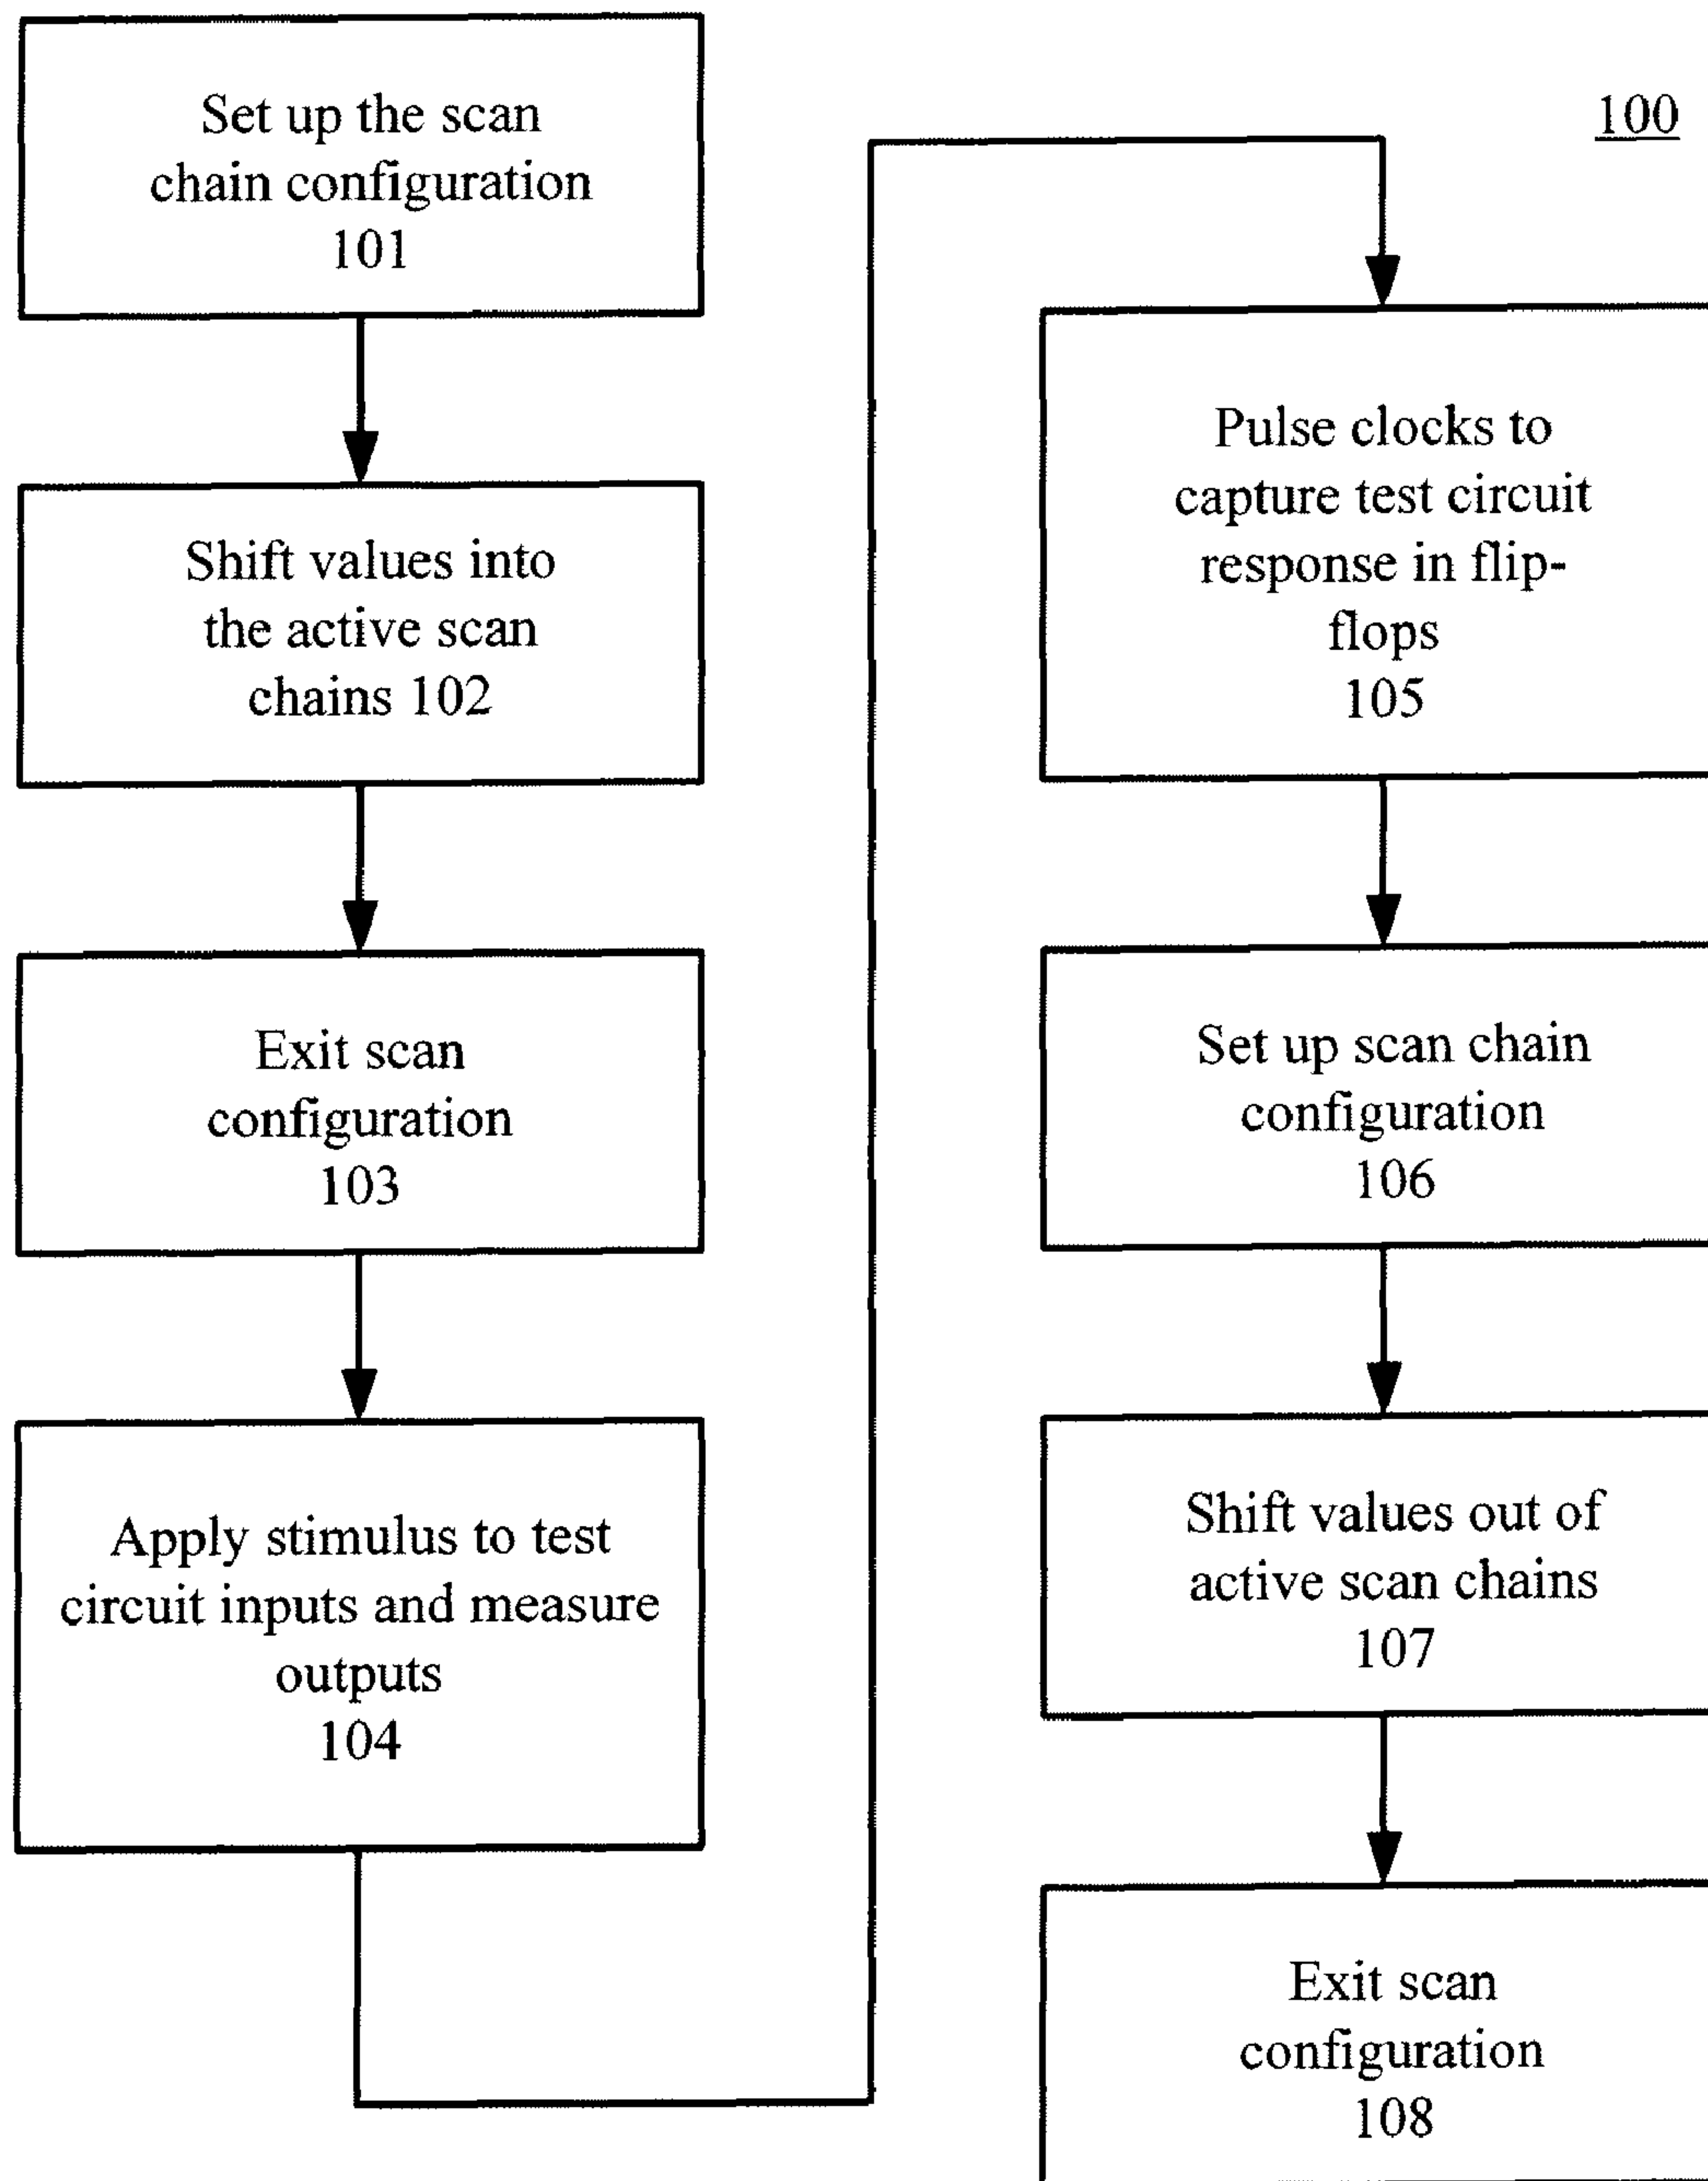 100
Set up the scan
chain configuration
101
Shift values into
the active scan
chains 102
Exit scan
configuration
103
Apply stimulus to test
circuit inputs and measure
outputs
104
Pulse clocks to
capture test circuit
response in flip-
flops
105
Set up scan chain
configuration
106
Shift values out of
active scan chains
107
Exit scan
configuration
108